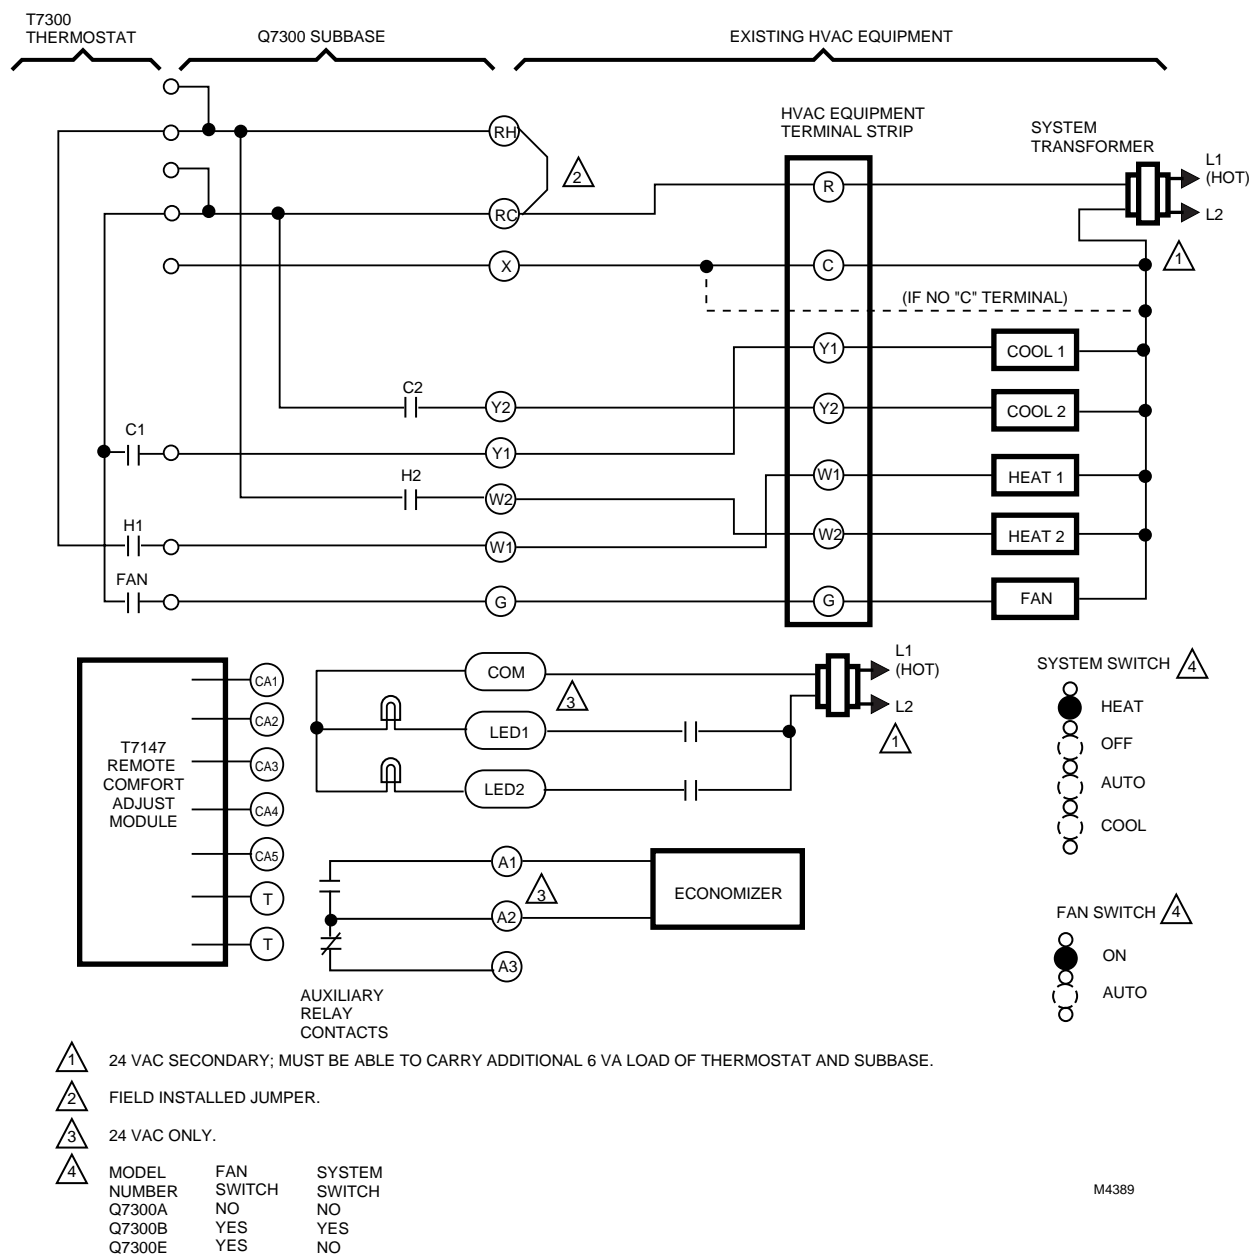 T7300
THERMOSTAT
Q7300 SUBBASE
EXISTING HVAC EQUIPMENT
HVAC EQUIPMENT
TERMINAL STRIP
SYSTEM
TRANSFORMER
L1
(HOT)
L2
RH
2
R
RC
1
X
C
(IF NO "C" TERMINAL)
Y1
COOL 1
C2
Y2
Y2
COOL 2
C1
Y1
H2
W1
HEAT 1
W2
H1
W2
HEAT 2
W1
FAN
G
G
FAN
T7147
REMOTE
COMFORT
ADJUST
MODULE
CA1
CA2
CA3
CA4
CA5
T
T
COM
3
LED1
LED2
L1
(HOT)
L2
1
A1
3
A2
A3
ECONOMIZER
AUXILIARY
RELAY
CONTACTS
SYSTEM SWITCH 4
HEAT
OFF
AUTO
COOL
FAN SWITCH 4
ON
AUTO
1 24 VAC SECONDARY; MUST BE ABLE TO CARRY ADDITIONAL 6 VA LOAD OF THERMOSTAT AND SUBBASE.
2 FIELD INSTALLED JUMPER.
3 24 VAC ONLY.
4 MODEL FAN SYSTEM
NUMBER SWITCH SWITCH
Q7300A NO NO
Q7300B YES YES
Q7300E YES NO
M4389